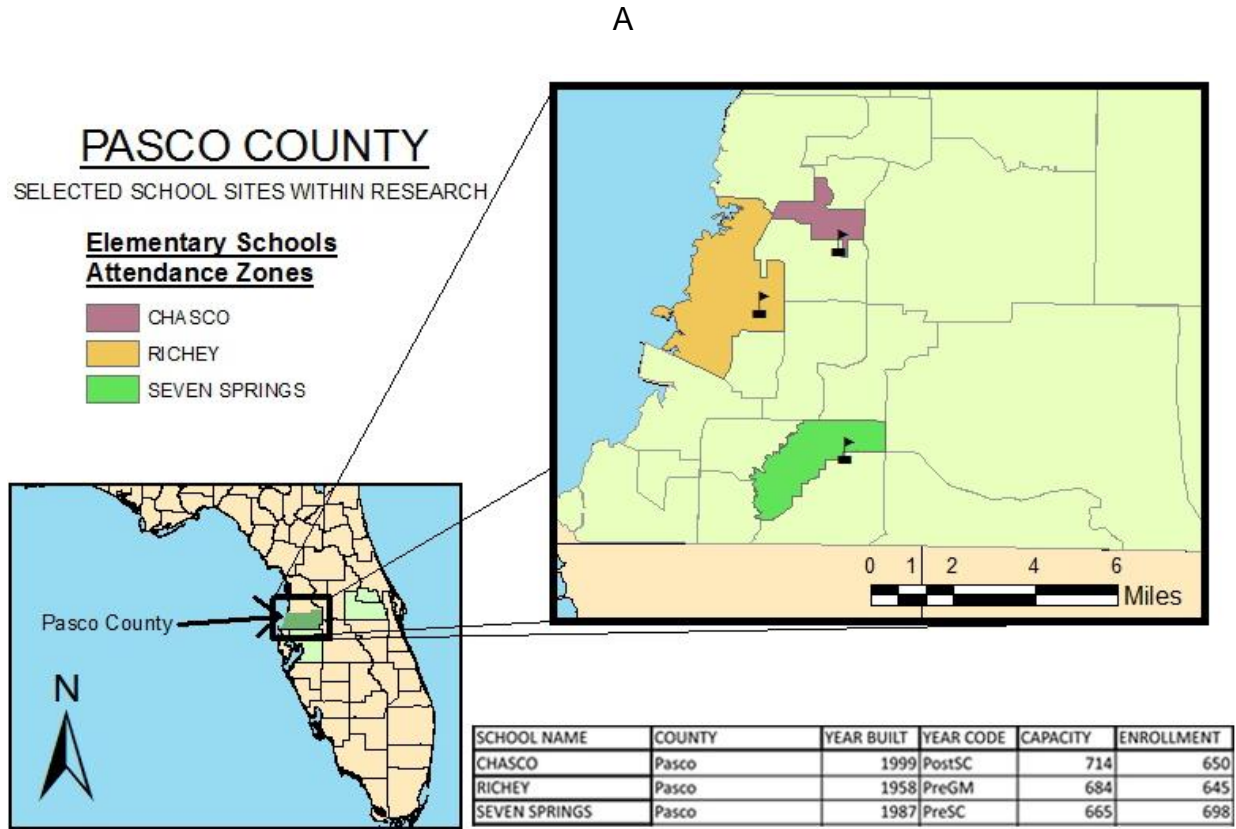 A
PASCO COUNTY
SELECTED SCHOOL SITES WITHIN RESEARCH
Elementary Schools
Attendance Zones
CHASCO
RICHEY
SEVEN SPRINGS
0 1 2 4 6
Miles
Pasco County
N
SCHOOL NAME COUNTY YEAR BUILT YEAR CODE CAPACITY ENROLLMENT
CHASCO Pasco 1999 PostSC 714 650
RICHEY Pasco 1958 PreGM 684 645
SEVEN SPRINGS Pasco 1987 PreSC 665 698